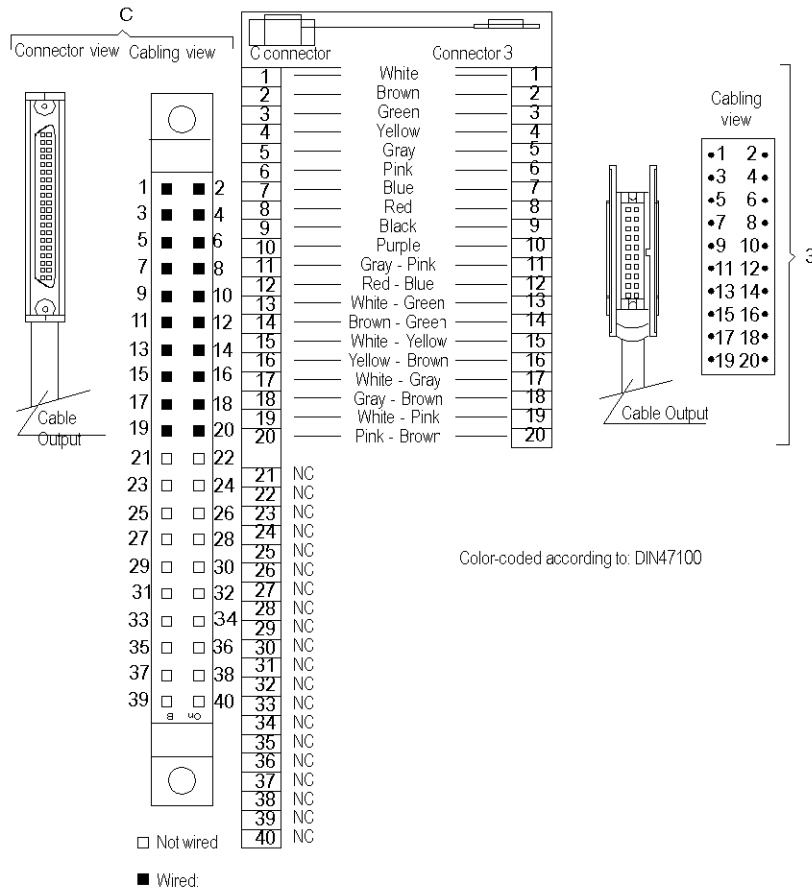 C
Connector view Cabling view
C connector Connector 3
1 White 1
2 Brown 2
3 Green 3
4 Yellow 4
5 Gray 5
6 Pink 6
7 Blue 7
8 Red 8
9 Black 9
10 Purple 10
11 Gray - Pink 11
12 Red - Blue 12
13 White - Green 13
14 Brown - Green 14
15 White - Yellow 15
16 Yellow - Brown 16
17 White - Gray 17
18 Gray - Brown 18
19 White - Pink 19
20 Pink - Brown 20
21 NC
22 NC
23 NC
24 NC
25 NC
26 NC
27 NC
28 NC
29 NC
30 NC
31 NC
32 NC
33 NC
34 NC
35 NC
36 NC
37 NC
38 NC
39 NC
40 NC
1 2
3 4
5 6
7 8
9 10
11 12
13 14
15 16
17 18
19 20
21 22
23 24
25 26
27 28
29 30
31 32
33 34
35 36
37 38
39 40
B On
Cable
Output
Not wired
Wired:
Cabling
view
1 2
3 4
5 6
7 8
9 10
11 12
13 14
15 16
17 18
19 20
3
Cable Output
Color-coded according to: DIN47100